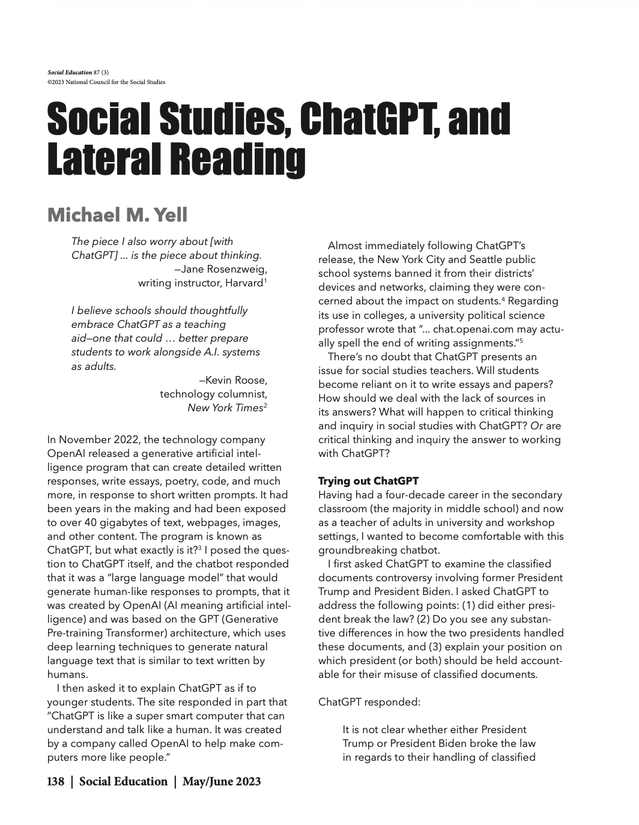 Social Education 87 (3)
©2023 National Council for the Social Studies
Social Studies, ChatGPT, and
Lateral Reading
Michael M. Yell
The piece I also worry about [with
ChatGPT] ... is the piece about thinking.
—Jane Rosenzweig,
writing instructor, Harvard¹
I believe schools should thoughtfully
embrace ChatGPT as a teaching
aid—one that could … better prepare
students to work alongside A.I. systems
as adults.
—Kevin Roose,
technology columnist,
New York Times²
In November 2022, the technology company
OpenAI released a generative artificial intel-
ligence program that can create detailed written
responses, write essays, poetry, code, and much
more, in response to short written prompts. It had
been years in the making and had been exposed
to over 40 gigabytes of text, webpages, images,
and other content. The program is known as
ChatGPT, but what exactly is it?³ I posed the ques-
tion to ChatGPT itself, and the chatbot responded
that it was a “large language model” that would
generate human-like responses to prompts, that it
was created by OpenAI (AI meaning artificial intel-
ligence) and was based on the GPT (Generative
Pre-training Transformer) architecture, which uses
deep learning techniques to generate natural
language text that is similar to text written by
humans.
I then asked it to explain ChatGPT as if to
younger students. The site responded in part that
“ChatGPT is like a super smart computer that can
understand and talk like a human. It was created
by a company called OpenAI to help make com-
puters more like people.”
Almost immediately following ChatGPT’s
release, the New York City and Seattle public
school systems banned it from their districts’
devices and networks, claiming they were con-
cerned about the impact on students.⁴ Regarding
its use in colleges, a university political science
professor wrote that “... chat.openai.com may actu-
ally spell the end of writing assignments.”⁵
There’s no doubt that ChatGPT presents an
issue for social studies teachers. Will students
become reliant on it to write essays and papers?
How should we deal with the lack of sources in
its answers? What will happen to critical thinking
and inquiry in social studies with ChatGPT? Or are
critical thinking and inquiry the answer to working
with ChatGPT?
Trying out ChatGPT
Having had a four-decade career in the secondary
classroom (the majority in middle school) and now
as a teacher of adults in university and workshop
settings, I wanted to become comfortable with this
groundbreaking chatbot.
I first asked ChatGPT to examine the classified
documents controversy involving former President
Trump and President Biden. I asked ChatGPT to
address the following points: (1) did either presi-
dent break the law? (2) Do you see any substan-
tive differences in how the two presidents handled
these documents, and (3) explain your position on
which president (or both) should be held account-
able for their misuse of classified documents.
ChatGPT responded:
It is not clear whether either President
Trump or President Biden broke the law
in regards to their handling of classified
138 | Social Education | May/June 2023